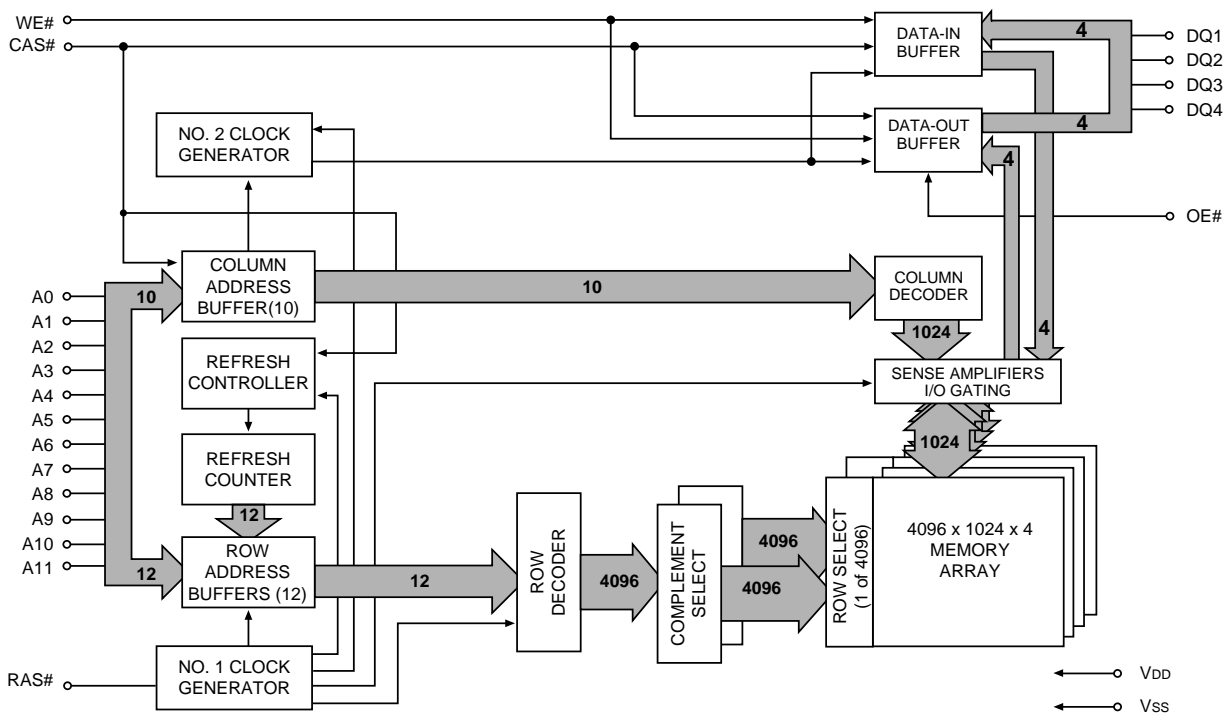 WE#
CAS#
DATA-IN
BUFFER
4
DQ1
DQ2
DQ3
DQ4
NO. 2 CLOCK
GENERATOR
DATA-OUT
BUFFER
4
4
OE#
COLUMN
ADDRESS
BUFFER(10)
10
10
COLUMN
DECODER
1024
4
A0
A1
A2
A3
A4
A5
A6
A7
A8
A9
A10
A11
REFRESH
CONTROLLER
SENSE AMPLIFIERS
I/O GATING
1024
REFRESH
COUNTER
12
ROW
ADDRESS
BUFFERS (12)
12
12
ROW
DECODER
4096
COMPLEMENT
SELECT
4096
4096
ROW SELECT
(1 of 4096)
4096 x 1024 x 4
MEMORY
ARRAY
RAS#
NO. 1 CLOCK
GENERATOR
VDD
VSS